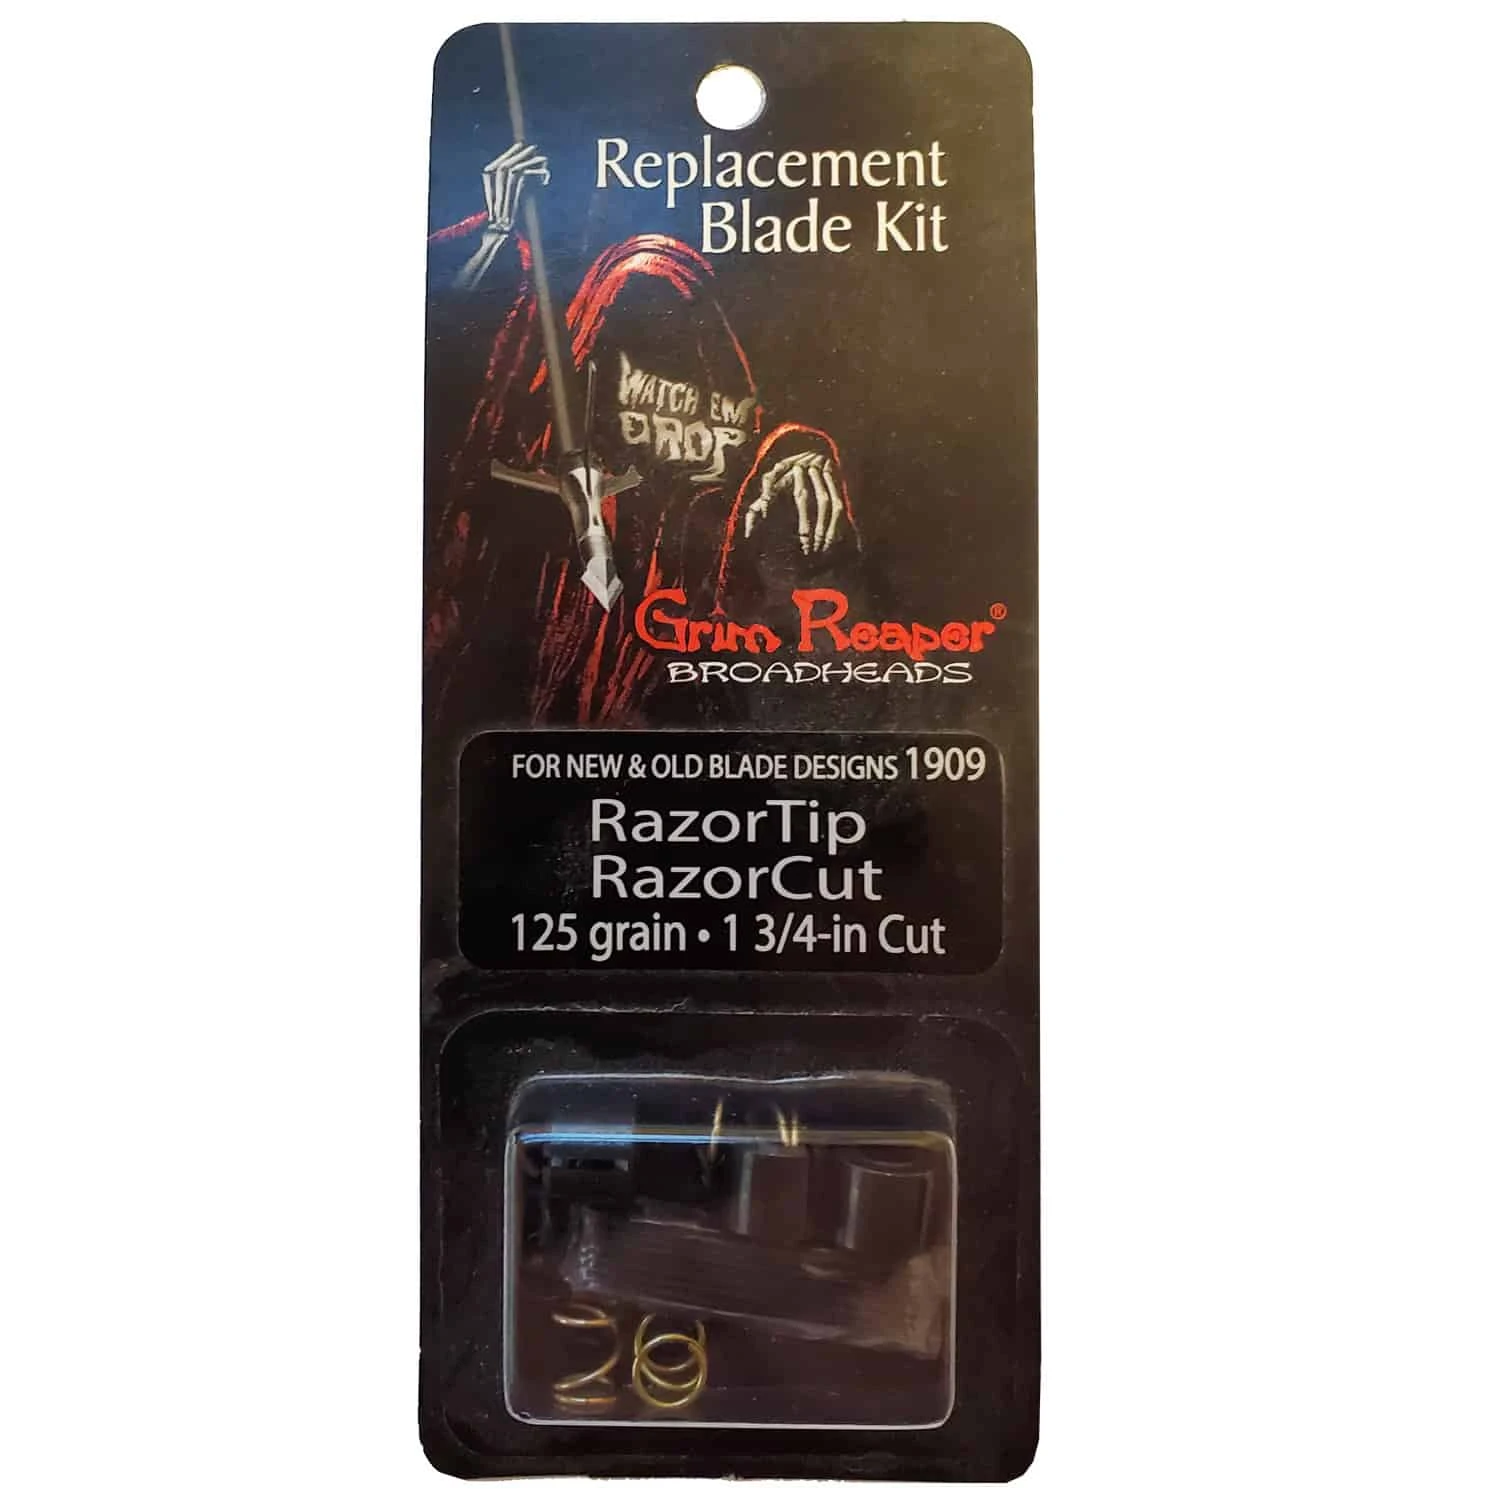 Replacement
Blade Kit
WATCH EM
DROP
Grim Reaper®
BROADHEADS
FOR NEW & OLD BLADE DESIGNS 1909
RazorTip
RazorCut
125 grain • 1 3/4-in Cut